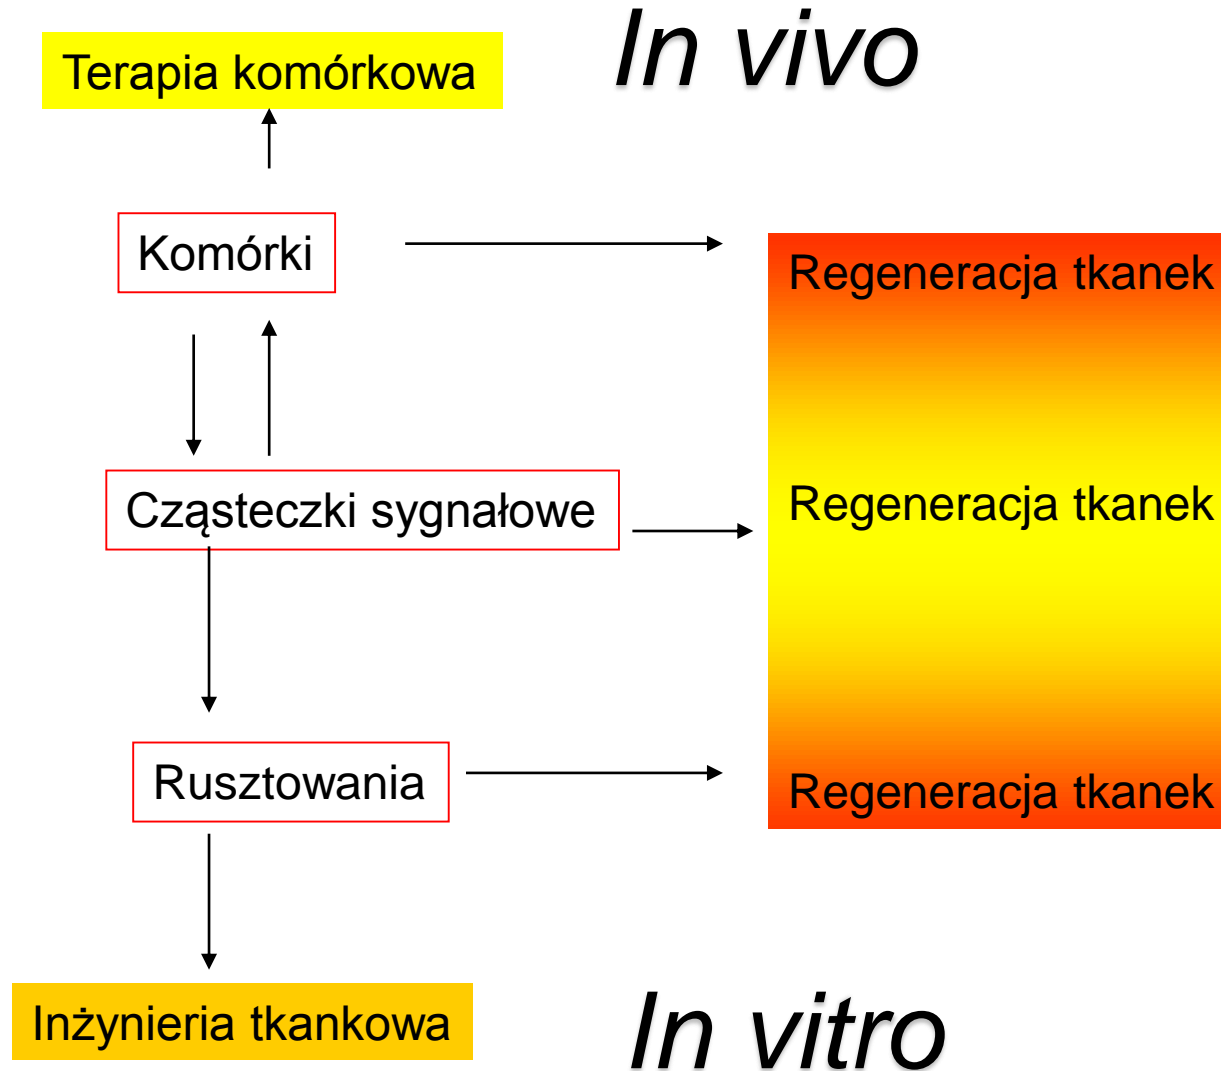 In vivo
Terapia komórkowa
Komórki
Regeneracja tkanek
Cząsteczki sygnałowe
Regeneracja tkanek
Rusztowania
Regeneracja tkanek
Inżynieria tkankowa
In vitro